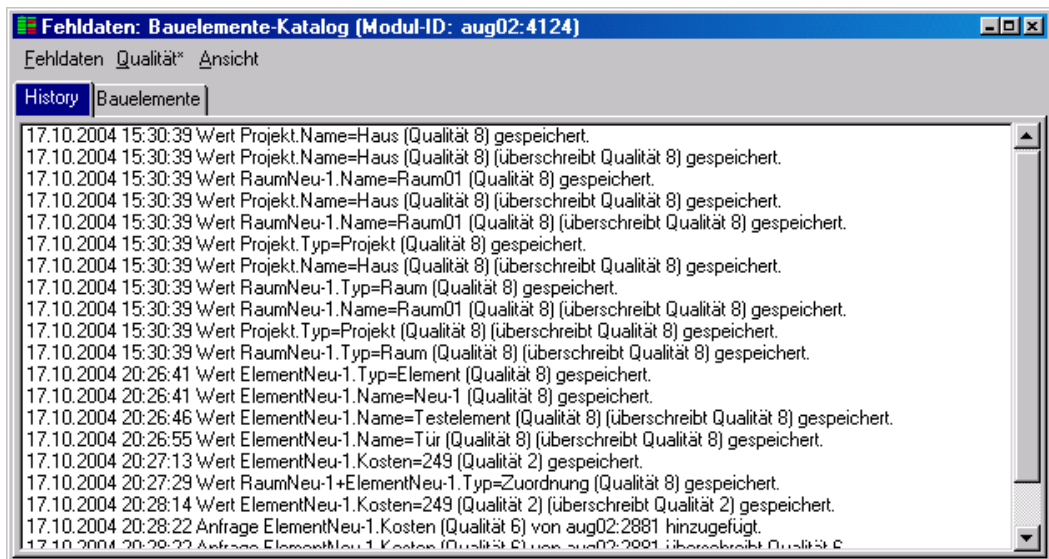 Fehldaten: Bauelemente-Katalog (Modul-ID: aug02:4124)
Fehldaten Qualität* Ansicht
History Bauelemente
17.10.2004 15:30:39 Wert Projekt.Name=Haus (Qualität 8) gespeichert.
17.10.2004 15:30:39 Wert Projekt.Name=Haus (Qualität 8) (überschreibt Qualität 8) gespeichert.
17.10.2004 15:30:39 Wert RaumNeu-1.Name=Raum01 (Qualität 8) gespeichert.
17.10.2004 15:30:39 Wert Projekt.Name=Haus (Qualität 8) (überschreibt Qualität 8) gespeichert.
17.10.2004 15:30:39 Wert RaumNeu-1.Name=Raum01 (Qualität 8) (überschreibt Qualität 8) gespeichert.
17.10.2004 15:30:39 Wert Projekt.Typ=Projekt (Qualität 8) gespeichert.
17.10.2004 15:30:39 Wert Projekt.Name=Haus (Qualität 8) (überschreibt Qualität 8) gespeichert.
17.10.2004 15:30:39 Wert RaumNeu-1.Typ=Raum (Qualität 8) gespeichert.
17.10.2004 15:30:39 Wert RaumNeu-1.Name=Raum01 (Qualität 8) (überschreibt Qualität 8) gespeichert.
17.10.2004 15:30:39 Wert Projekt.Typ=Projekt (Qualität 8) (überschreibt Qualität 8) gespeichert.
17.10.2004 15:30:39 Wert RaumNeu-1.Typ=Raum (Qualität 8) (überschreibt Qualität 8) gespeichert.
17.10.2004 20:26:41 Wert ElementNeu-1.Typ=Element (Qualität 8) gespeichert.
17.10.2004 20:26:41 Wert ElementNeu-1.Name=Neu-1 (Qualität 8) gespeichert.
17.10.2004 20:26:46 Wert ElementNeu-1.Name=Testelement (Qualität 8) (überschreibt Qualität 8) gespeichert.
17.10.2004 20:26:55 Wert ElementNeu-1.Name=Tür (Qualität 8) (überschreibt Qualität 8) gespeichert.
17.10.2004 20:27:13 Wert ElementNeu-1.Kosten=249 (Qualität 2) gespeichert.
17.10.2004 20:27:29 Wert RaumNeu-1+ElementNeu-1.Typ=Zuordnung (Qualität 8) gespeichert.
17.10.2004 20:28:14 Wert ElementNeu-1.Kosten=249 (Qualität 2) (überschreibt Qualität 2) gespeichert.
17.10.2004 20:28:22 Anfrage ElementNeu-1.Kosten (Qualität 6) von aug02:2881 hinzugefügt.
17.10.2004 Anfrage ElementNeu-1.Kosten (Qualität 6) von aug02:2881 überschreibt Qualität 6